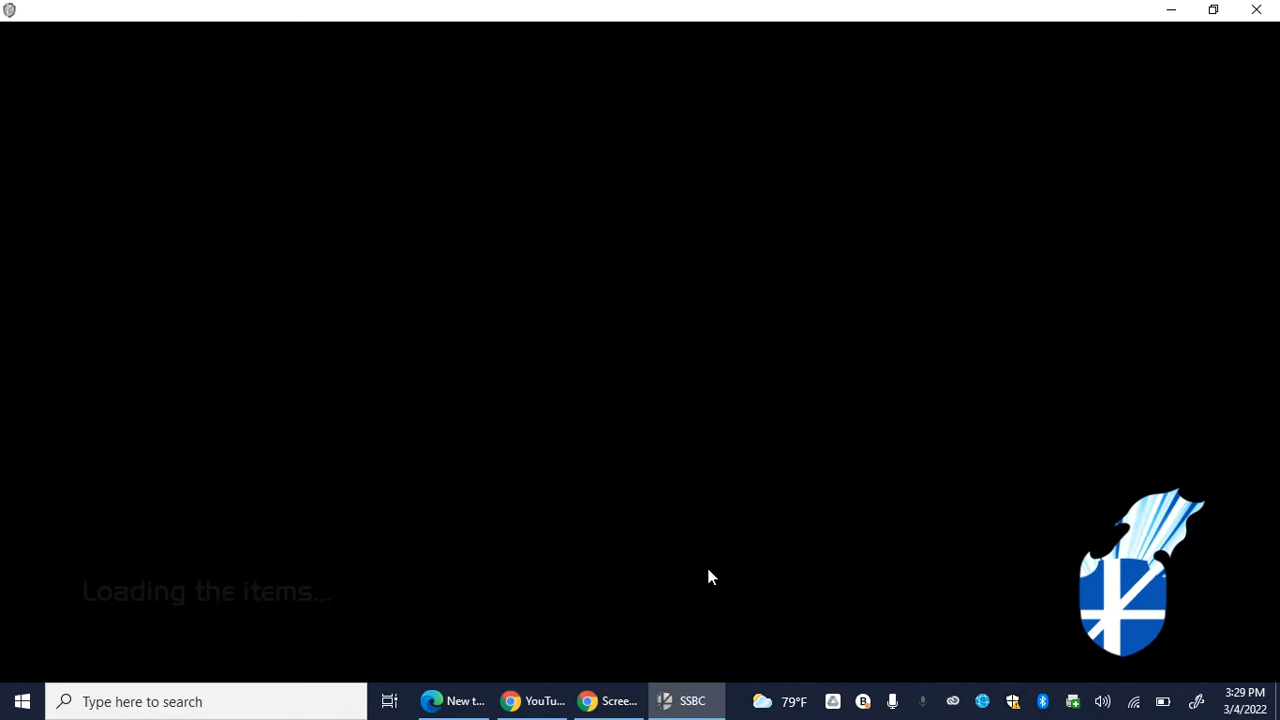 Loading the items...
Type here to search
New t...
YouTu...
Scree...
SSBC
79°F
3:29 PM
3/4/2022